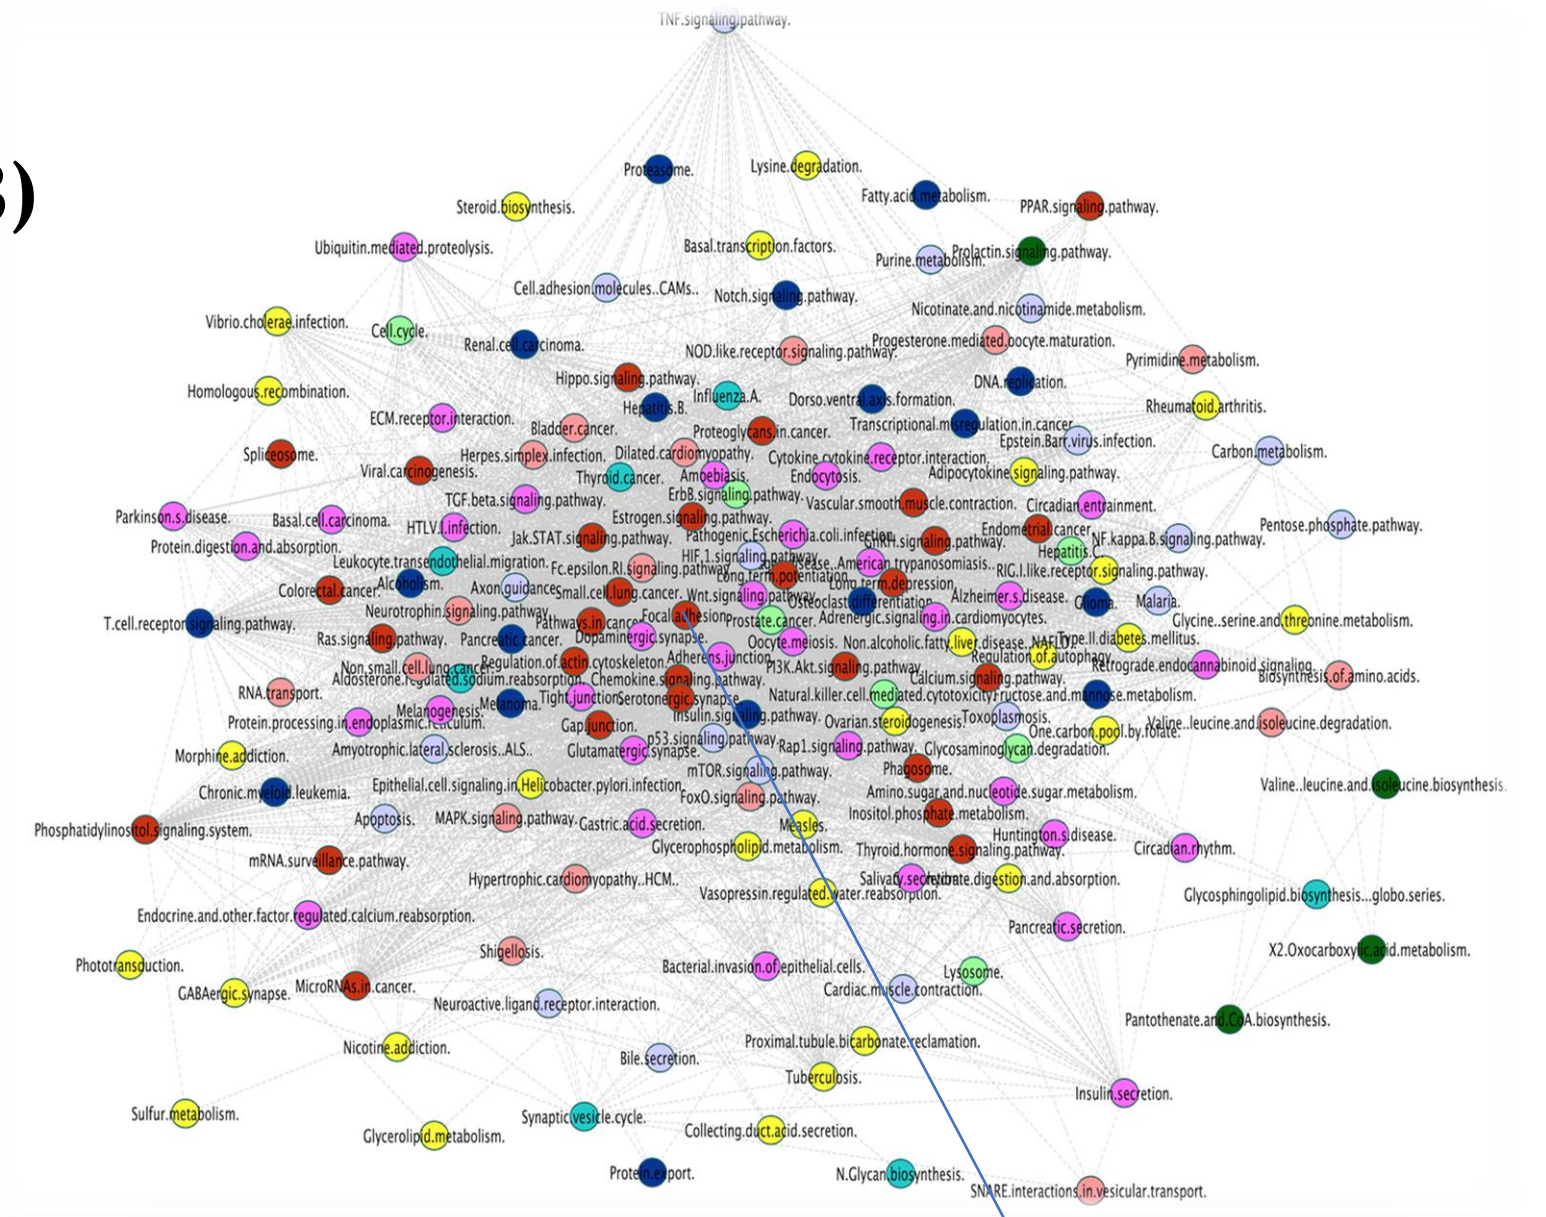 TNF.signaling.pathway.
Proteasome.
Lysine.degradation.
Fatty.acid.metabolism.
PPAR.signaling.pathway.
Steroid.biosynthesis.
Ubiquitin.mediated.proteolysis.
Basal.transcription.factors.
Purine.metabolism.
Prolactin.signaling.pathway.
Cell.adhesion.molecules..CAMs..
Notch.signaling.pathway.
Nicotinate.and.nicotinamide.metabolism.
Vibrio.cholerae.infection.
Cell.cycle.
Renal.cell.carcinoma.
NOD.like.receptor.signaling.pathway.
Progesterone.mediated.oocyte.maturation.
Pyrimidine.metabolism.
Hippo.signaling.pathway.
DNA.replication.
Homologous.recombination.
Hepatitis.B.
Influenza.A.
Dorso.ventral.axis.formation.
Rheumatoid.arthritis.
ECM.receptor.interaction.
Bladder.cancer.
Proteoglycans.in.cancer.
Transcriptional.misregulation.in.cancer.
Epstein.Barr.virus.infection.
Carbon.metabolism.
Spliceosome.
Viral.carcinogenesis.
Herpes.simplex.infection.
Dilated.cardiomyopathy.
Cytokine.cytokine.receptor.interaction.
Thyroid.cancer.
Amoebiasis.
Endocytosis.
Adipocytokine.signaling.pathway.
TGF.beta.signaling.pathway.
ErbB.signaling.pathway.
Vascular.smooth.muscle.contraction.
Circadian.entrainment.
Parkinson.s.disease.
Basal.cell.carcinoma.
HTLV.I.infection.
Estrogen.signaling.pathway.
Pentose.phosphate.pathway.
Jak.STAT.signaling.pathway.
Pathogenic.Escherichia.coli.infection.
GnRH.signaling.pathway.
Endometrial.cancer.
NF.kappa.B.signaling.pathway.
Protein.digestion.and.absorption.
Leukocyte.transendothelial.migration.
HIF.1.signaling.pathway.
Hepatitis.C.
Fc.epsilon.RI.signaling.pathway.
disease..American.trypanosomiasis..
RIG.I.like.receptor.signaling.pathway.
Colorectal.cancer.
Alcoholism.
Axon.guidance.
Small.cell.lung.cancer.
Long.term.potentiation.
Long.term.depression.
Wnt.signaling.pathway.
Osteoclast.differentiation.
Alzheimer.s.disease.
Glioma.
Malaria.
T.cell.receptor.signaling.pathway.
Neurotrophin.signaling.pathway.
Pathways.in.cancer.
Focal.adhesion.
Prostate.cancer.
Adrenergic.signaling.in.cardiomyocytes.
Glycine..serine.and.threonine.metabolism.
Ras.signaling.pathway.
Pancreatic.cancer.
Dopaminergic.synapse.
Oocyte.meiosis.
Non.alcoholic.fatty.liver.disease..NAFLD..
Type.II.diabetes.mellitus.
Non.small.cell.lung.cancer.
Regulation.of.actin.cytoskeleton.
Adherens.junction.
PI3K.Akt.signaling.pathway.
Regulation.of.autophagy.
Retrograde.endocannabinoid.signaling.
Aldosterone.regulated.sodium.reabsorption.
Chemokine.signaling.pathway.
Calcium.signaling.pathway.
Biosynthesis.of.amino.acids.
RNA.transport.
Melanogenesis.
Melanoma.
Tight.junction.
Serotonergic.synapse.
Natural.killer.cell.mediated.cytotoxicity.
Fructose.and.mannose.metabolism.
Protein.processing.in.endoplasmic.reticulum.
Gap.junction.
Insulin.signaling.pathway.
Ovarian.steroidogenesis.
Toxoplasmosis.
One.carbon.pool.by.folate.
Valine..leucine.and.isoleucine.degradation.
Morphine.addiction.
Amyotrophic.lateral.sclerosis..ALS..
Glutamatergic.synapse.
p53.signaling.pathway.
Rap1.signaling.pathway.
Glycosaminoglycan.degradation.
Chronic.myeloid.leukemia.
Epithelial.cell.signaling.in.Helicobacter.pylori.infection.
mTOR.signaling.pathway.
Phagosome.
Valine..leucine.and.isoleucine.biosynthesis.
FoxO.signaling.pathway.
Amino.sugar.and.nucleotide.sugar.metabolism.
Phosphatidylinositol.signaling.system.
Apoptosis.
MAPK.signaling.pathway.
Gastric.acid.secretion.
Measles.
Inositol.phosphate.metabolism.
Huntington.s.disease.
mRNA.surveillance.pathway.
Glycerophospholipid.metabolism.
Thyroid.hormone.signaling.pathway.
Circadian.rhythm.
Hypertrophic.cardiomyopathy..HCM..
Vasopressin.regulated.water.reabsorption.
Salivary.secretion.
digestion.and.absorption.
Glycosphingolipid.biosynthesis...globo.series.
Endocrine.and.other.factor.regulated.calcium.reabsorption.
Pancreatic.secretion.
Shigellosis.
X2.Oxocarboxylic.acid.metabolism.
Phototransduction.
GABAergic.synapse.
MicroRNAs.in.cancer.
Bacterial.invasion.of.epithelial.cells.
Lysosome.
Neuroactive.ligand.receptor.interaction.
Cardiac.muscle.contraction.
Pantothenate.and.CoA.biosynthesis.
Nicotine.addiction.
Proximal.tubule.bicarbonate.reclamation.
Bile.secretion.
Tuberculosis.
Insulin.secretion.
Sulfur.metabolism.
Synaptic.vesicle.cycle.
Glycerolipid.metabolism.
Collecting.duct.acid.secretion.
Protein.export.
N.Glycan.biosynthesis.
SNARE.interactions.in.vesicular.transport.